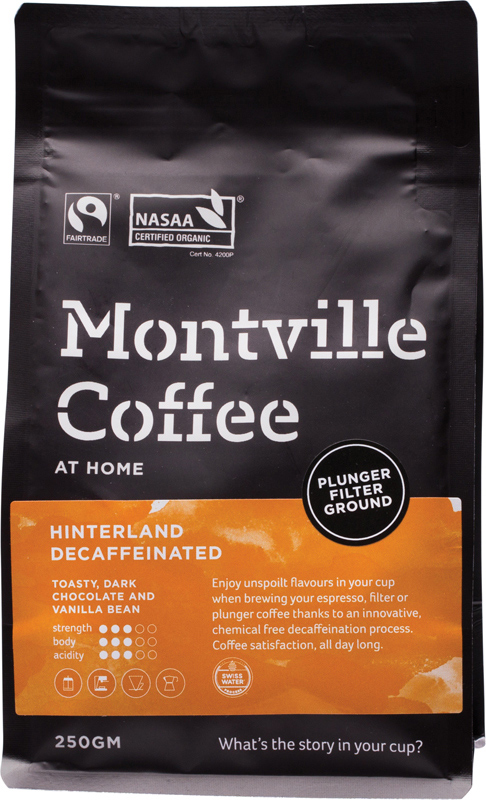 FAIRTRADE
®
NASAA
®
CERTIFIED ORGANIC
Cert No. 4200P
Montville
Coffee
AT HOME
PLUNGER
FILTER
GROUND
HINTERLAND
DECAFFEINATED
TOASTY, DARK
CHOCOLATE AND
VANILLA BEAN
strength
body
acidity
Enjoy unspoilt flavours in your cup
when brewing your espresso, filter or
plunger coffee thanks to an innovative,
chemical free decaffeination process.
Coffee satisfaction, all day long.
SWISS
WATER
PROCESS
250GM
What's the story in your cup?